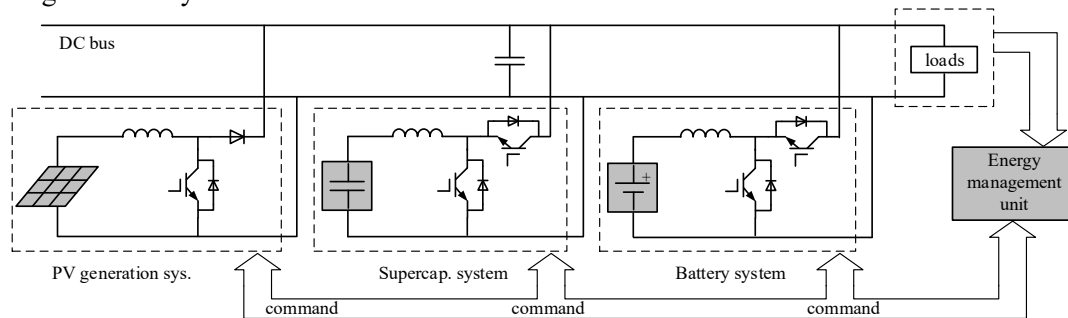 DC bus
loads
Energy
management
unit
+
PV generation sys.
Supercap. system
Battery system
command
command
command